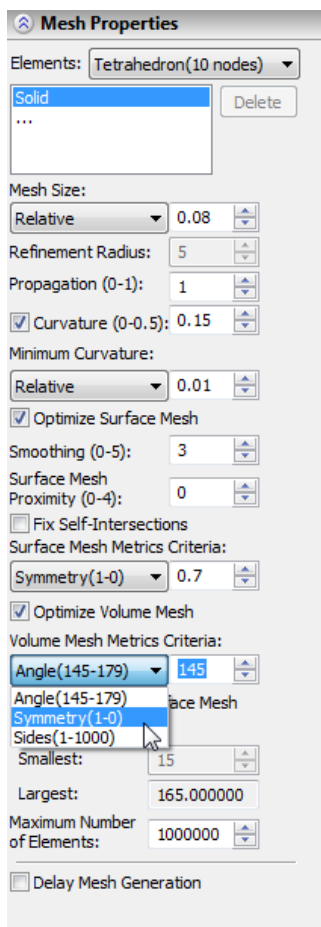 Mesh Properties
Elements: Tetrahedron(10 nodes)
Solid Delete
...
Mesh Size:
Relative 0.08
Refinement Radius: 5
Propagation (0-1): 1
Curvature (0-0.5): 0.15
Minimum Curvature:
Relative 0.01
Optimize Surface Mesh
Smoothing (0-5): 3
Surface Mesh
Proximity (0-4): 0
Fix Self-Intersections
Surface Mesh Metrics Criteria:
Symmetry(1-0) 0.7
Optimize Volume Mesh
Volume Mesh Metrics Criteria:
Angle(145-179) 145
Angle(145-179) face Mesh
Symmetry(1-0)
Sides(1-1000)
Smallest: 15
Largest: 165.000000
Maximum Number
of Elements: 1000000
Delay Mesh Generation